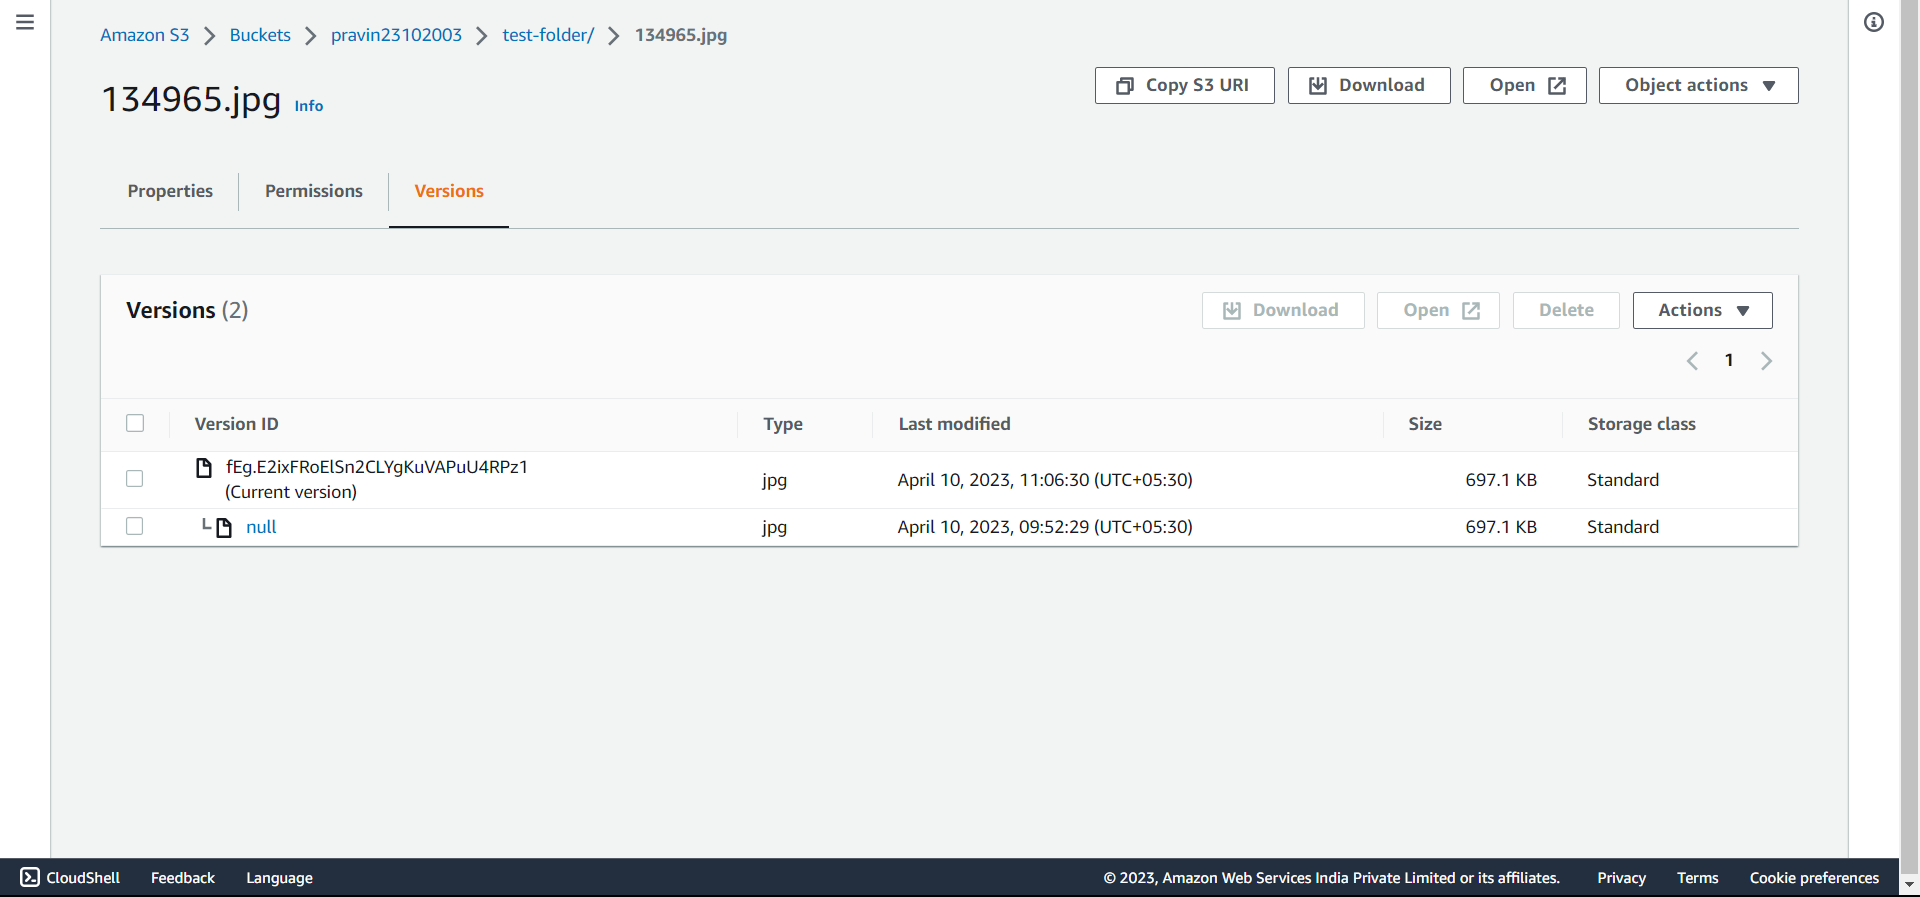 Amazon S3 > Buckets > pravin23102003 > test-folder/ > 134965.jpg
134965.jpg Info
Copy S3 URI Download Open Object actions
Properties Permissions Versions
Versions (2)
Download Open Delete Actions
1
Version ID Type Last modified Size Storage class
fEg.E2ixFRoElSn2CLYgKuVAPuU4RPz1
(Current version) jpg April 10, 2023, 11:06:30 (UTC+05:30) 697.1 KB Standard
null jpg April 10, 2023, 09:52:29 (UTC+05:30) 697.1 KB Standard
CloudShell Feedback Language © 2023, Amazon Web Services India Private Limited or its affiliates. Privacy Terms Cookie preferences